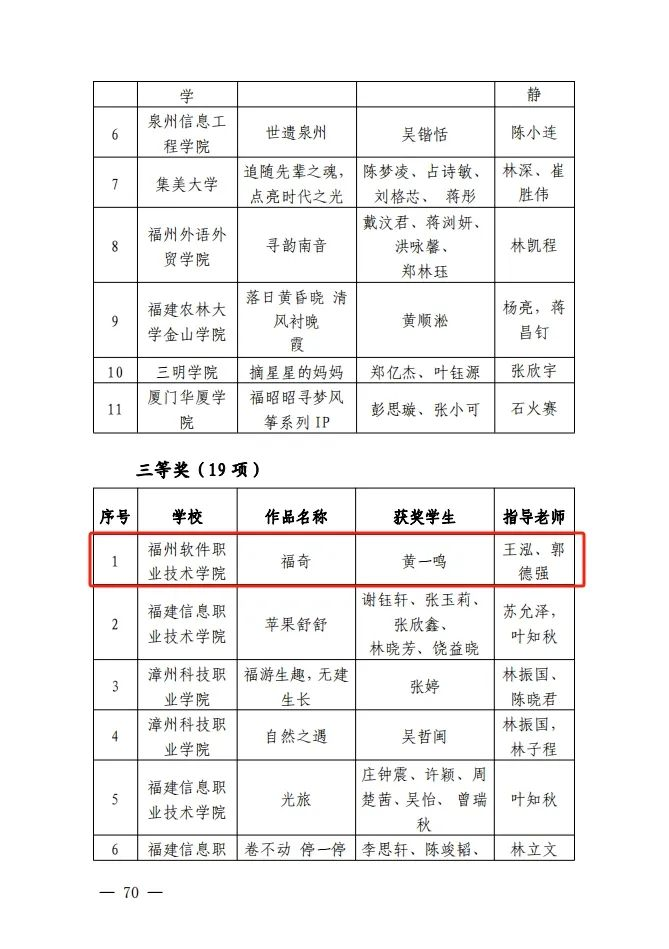 学 静
6 泉州信息工程学院 世遗泉州 吴锴恬 陈小连
7 集美大学 追随先辈之魂，点亮时代之光 陈梦凌、占诗敏、刘格芯、 蒋彤 林深、崔胜伟
8 福州外语外贸学院 寻韵南音 戴汶君、蒋浏妍、洪咏馨、郑林珏 林凯程
9 福建农林大学金山学院 落日黄昏晓 清风衬晚霞 黄顺淞 杨亮，蒋昌钉
10 三明学院 摘星星的妈妈 郑亿杰、叶钰源 张欣宇
11 厦门华厦学院 福昭昭寻梦风筝系列 IP 彭思璇、张小可 石火赛
三等奖（19 项）
序号 学校 作品名称 获奖学生 指导老师
1 福州软件职业技术学院 福奇 黄一鸣 王泓、郭德强
2 福建信息职业技术学院 苹果舒舒 谢钰轩、张玉莉、张欣鑫、林晓芳、饶益晓 苏允泽，叶知秋
3 漳州科技职业学院 福游生趣，无建生长 张婷 林振国、陈晓君
4 漳州科技职业学院 自然之遇 吴哲闽 林振国，林子程
5 福建信息职业技术学院 光旅 庄钟震、许颖、周楚茜、吴怡、 曾瑞秋 叶知秋
6 福建信息职 卷不动 停一停 李思轩、陈竣韬、 林立文
— 70 —